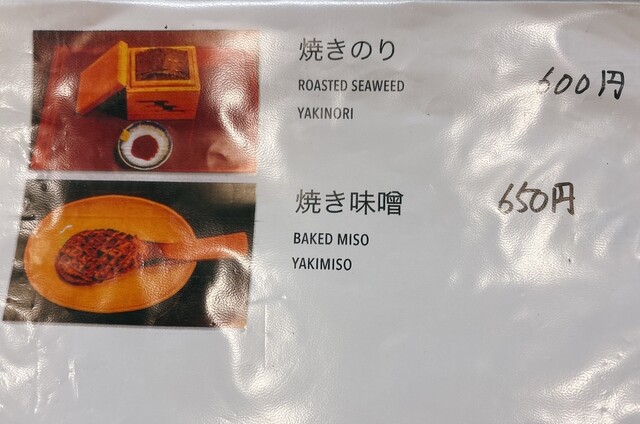 焼きのり
ROASTED SEAWEED
YAKINORI
600円
焼き味噌
BAKED MISO
YAKIMISO
650円